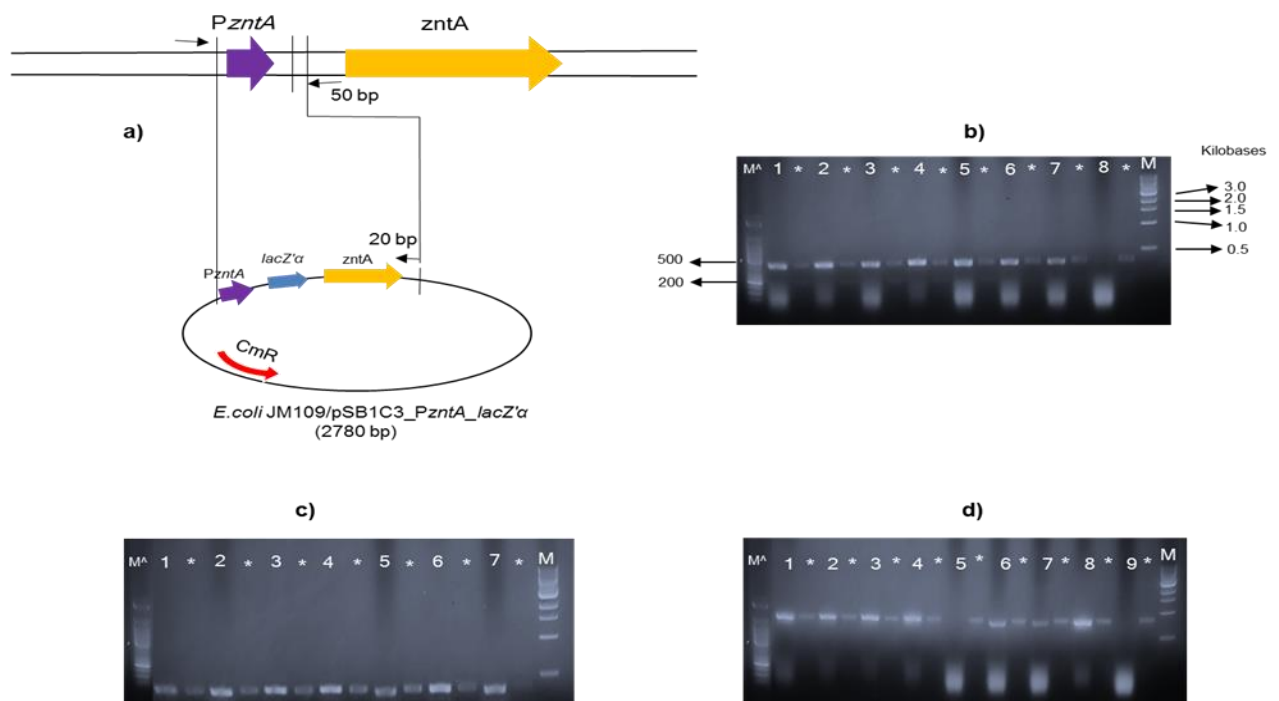 PzntA
zntA
50 bp
a)
20 bp
PzntA
lacZ'α
zntA
CmR
E.coli JM109/pSB1C3_PzntA_lacZ'α
(2780 bp)
b)
Kilobases
M^ 1 * 2 * 3 * 4 * 5 * 6 * 7 * 8 * M
3.0
2.0
1.5
1.0
0.5
500
200
c)
M^ 1 * 2 * 3 * 4 * 5 * 6 * 7 * M
d)
M^ 1 * 2 * 3 * 4 * 5 * 6 * 7 * 8 * 9 * M